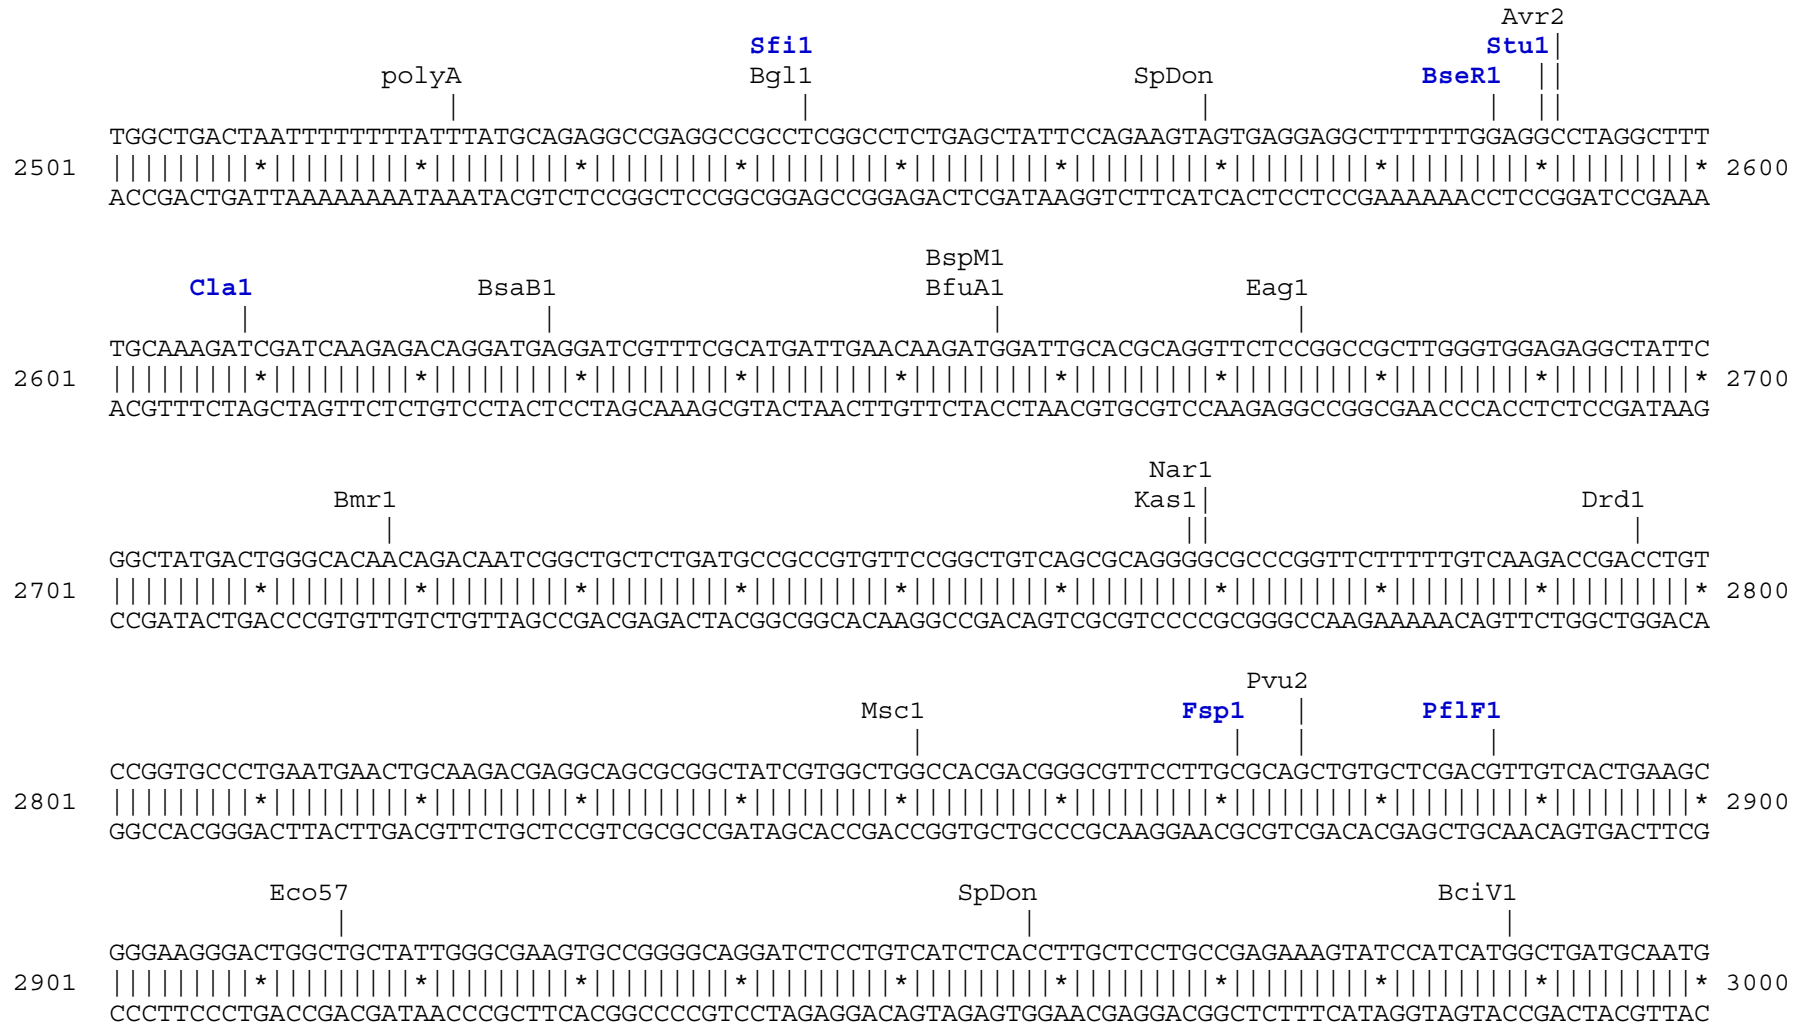 Avr2
Sfi1 Stu1|
polyA Bgl1 SpDon BseR1 ||
| | | | ||
TGGCTGACTAATTTTTTTTATTTATGCAGAGGCCGAGGCCGCCTCGGCCTCTGAGCTATTCCAGAAGTAGTGAGGAGGCTTTTTTGGAGGCCTAGGCTTT
2501 |||||||||*|||||||||*|||||||||*|||||||||*|||||||||*|||||||||*|||||||||*|||||||||*|||||||||*|||||||||* 2600
ACCGACTGATTAAAAAAAATAAATACGTCTCCGGCTCCGGCGGAGCCGGAGACTCGATAAGGTCTTCATCACTCCTCCGAAAAAACCTCCGGATCCGAAA
BspM1
Cla1 BsaB1 BfuA1 Eag1
| | | |
TGCAAAGATCGATCAAGAGACAGGATGAGGATCGTTTCGCATGATTGAACAAGATGGATTGCACGCAGGTTCTCCGGCCGCTTGGGTGGAGAGGCTATTC
2601 |||||||||*|||||||||*|||||||||*|||||||||*|||||||||*|||||||||*|||||||||*|||||||||*|||||||||*|||||||||* 2700
ACGTTTCTAGCTAGTTCTCTGTCCTACTCCTAGCAAAGCGTACTAACTTGTTCTACCTAACGTGCGTCCAAGAGGCCGGCGAACCCACCTCTCCGATAAG
Nar1
Bmr1 Kas1| Drd1
| || |
GGCTATGACTGGGCACAACAGACAATCGGCTGCTCTGATGCCGCCGTGTTCCGGCTGTCAGCGCAGGGGCGCCCGGTTCTTTTTGTCAAGACCGACCTGT
2701 |||||||||*|||||||||*|||||||||*|||||||||*|||||||||*|||||||||*|||||||||*|||||||||*|||||||||*|||||||||* 2800
CCGATACTGACCCGTGTTGTCTGTTAGCCGACGAGACTACGGCGGCACAAGGCCGACAGTCGCGTCCCCGCGGGCCAAGAAAAACAGTTCTGGCTGGACA
Pvu2
Msc1 Fsp1 | PflF1
| | | |
CCGGTGCCCTGAATGAACTGCAAGACGAGGCAGCGCGGCTATCGTGGCTGGCCACGACGGGCGTTCCTTGCGCAGCTGTGCTCGACGTTGTCACTGAAGC
2801 |||||||||*|||||||||*|||||||||*|||||||||*|||||||||*|||||||||*|||||||||*|||||||||*|||||||||*|||||||||* 2900
GGCCACGGGACTTACTTGACGTTCTGCTCCGTCGCGCCGATAGCACCGACCGGTGCTGCCCGCAAGGAACGCGTCGACACGAGCTGCAACAGTGACTTCG
Eco57 SpDon BciV1
| | |
GGGAAGGGACTGGCTGCTATTGGGCGAAGTGCCGGGGCAGGATCTCCTGTCATCTCACCTTGCTCCTGCCGAGAAAGTATCCATCATGGCTGATGCAATG
2901 |||||||||*|||||||||*|||||||||*|||||||||*|||||||||*|||||||||*|||||||||*|||||||||*|||||||||*|||||||||* 3000
CCCTTCCCTGACCGACGATAACCCGCTTCACGGCCCCGTCCTAGAGGACAGTAGAGTGGAACGAGGACGGCTCTTTCATAGGTAGTACCGACTACGTTAC